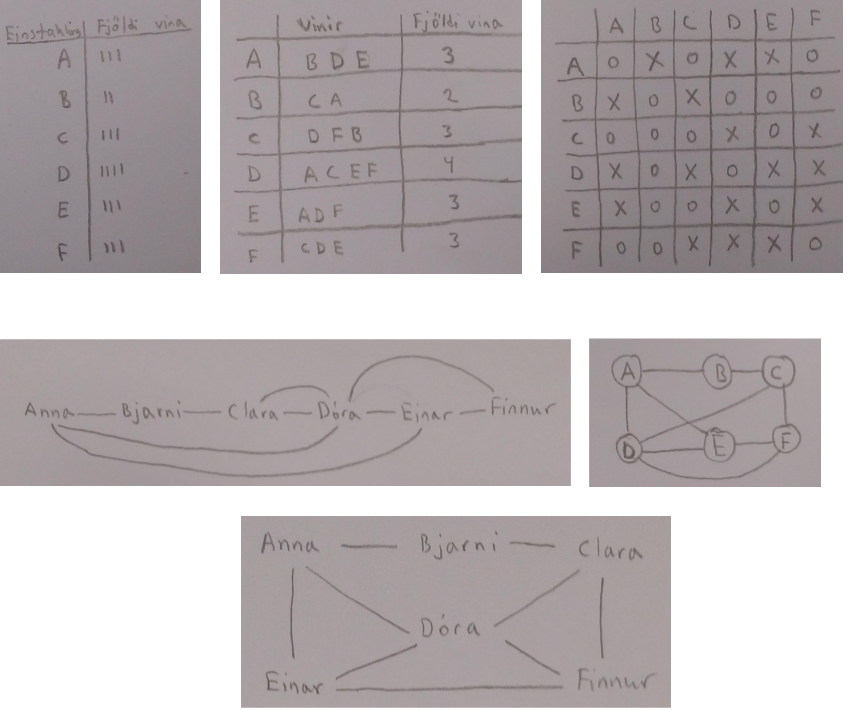 Einstakling Fjöldi vina
A III
B II
C III
D IIII
E III
F III
Vinir Fjöldi vina
A B D E 3
B C A 2
C D F B 3
D A C E F 4
E A D F 3
F C D E 3
A B C D E F
A O X O X X O
B X O X O O O
C O O O X O X
D X O X O X X
E X O O X O X
F O O X X X O
Anna Bjarni Clara Dóra Einar Finnur
A B C
D E F
Anna Bjarni Clara
Dóra
Einar Finnur